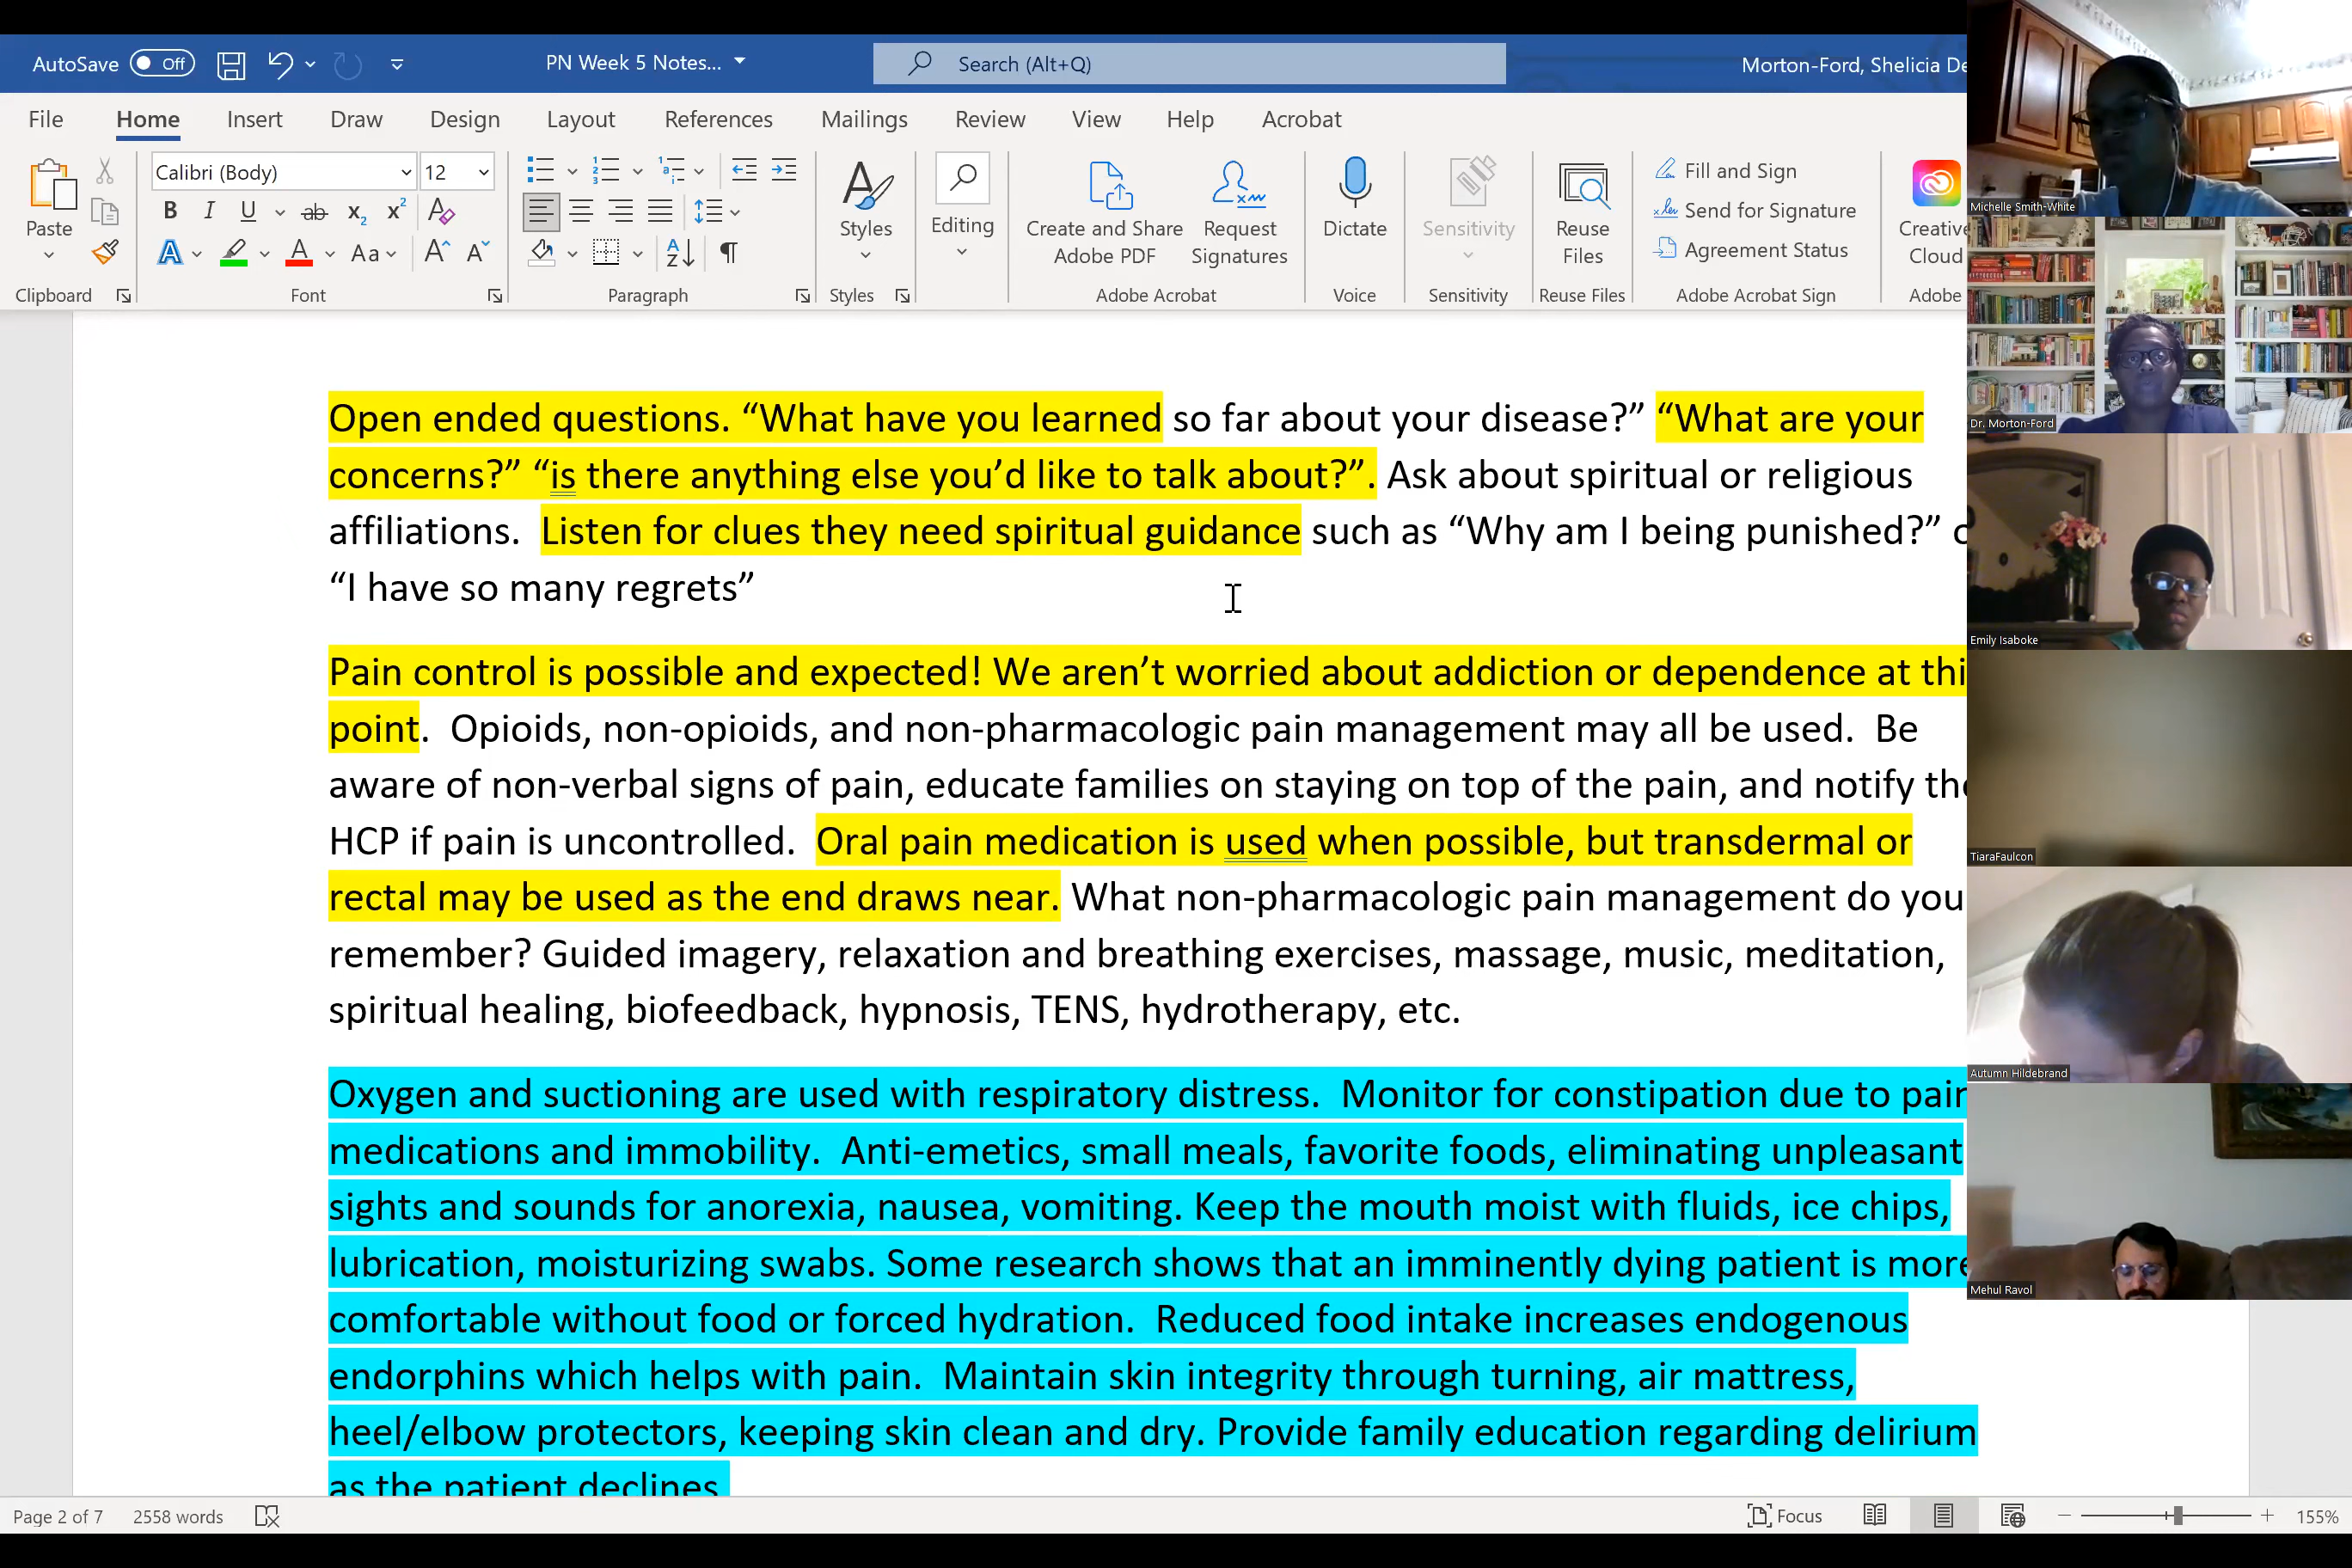 AutoSave Off
PN Week 5 Notes...
Search (Alt+Q)
Morton-Ford, Shelicia De
File Home Insert Draw Design Layout References Mailings Review View Help Acrobat
Paste
Clipboard
Calibri (Body) 12
B I U ab x2 x2 A
A A A Aa A A
Font
Paragraph
Styles
Styles
Editing
Create and Share
Adobe PDF
Request
Signatures
Adobe Acrobat
Dictate
Voice
Sensitivity
Sensitivity
Reuse
Files
Reuse Files
Fill and Sign
Send for Signature
Agreement Status
Adobe Acrobat Sign
Creative
Cloud
Adobe
Open ended questions. “What have you learned so far about your disease?” “What are your
concerns?” “is there anything else you’d like to talk about?”. Ask about spiritual or religious
affiliations. Listen for clues they need spiritual guidance such as “Why am I being punished?”
“I have so many regrets”
Pain control is possible and expected! We aren’t worried about addiction or dependence at thi
point. Opioids, non-opioids, and non-pharmacologic pain management may all be used. Be
aware of non-verbal signs of pain, educate families on staying on top of the pain, and notify the
HCP if pain is uncontrolled. Oral pain medication is used when possible, but transdermal or
rectal may be used as the end draws near. What non-pharmacologic pain management do you
remember? Guided imagery, relaxation and breathing exercises, massage, music, meditation,
spiritual healing, biofeedback, hypnosis, TENS, hydrotherapy, etc.
Oxygen and suctioning are used with respiratory distress. Monitor for constipation due to pain
medications and immobility. Anti-emetics, small meals, favorite foods, eliminating unpleasant
sights and sounds for anorexia, nausea, vomiting. Keep the mouth moist with fluids, ice chips,
lubrication, moisturizing swabs. Some research shows that an imminently dying patient is more
comfortable without food or forced hydration. Reduced food intake increases endogenous
endorphins which helps with pain. Maintain skin integrity through turning, air mattress,
heel/elbow protectors, keeping skin clean and dry. Provide family education regarding delirium
as the patient declines.
Michelle Smith-White
Dr. Morton-Ford
Emily Isaboke
TiaraFaulcon
Autumn Hildebrand
Mehul Ravol
Page 2 of 7 2558 words
Focus
155%